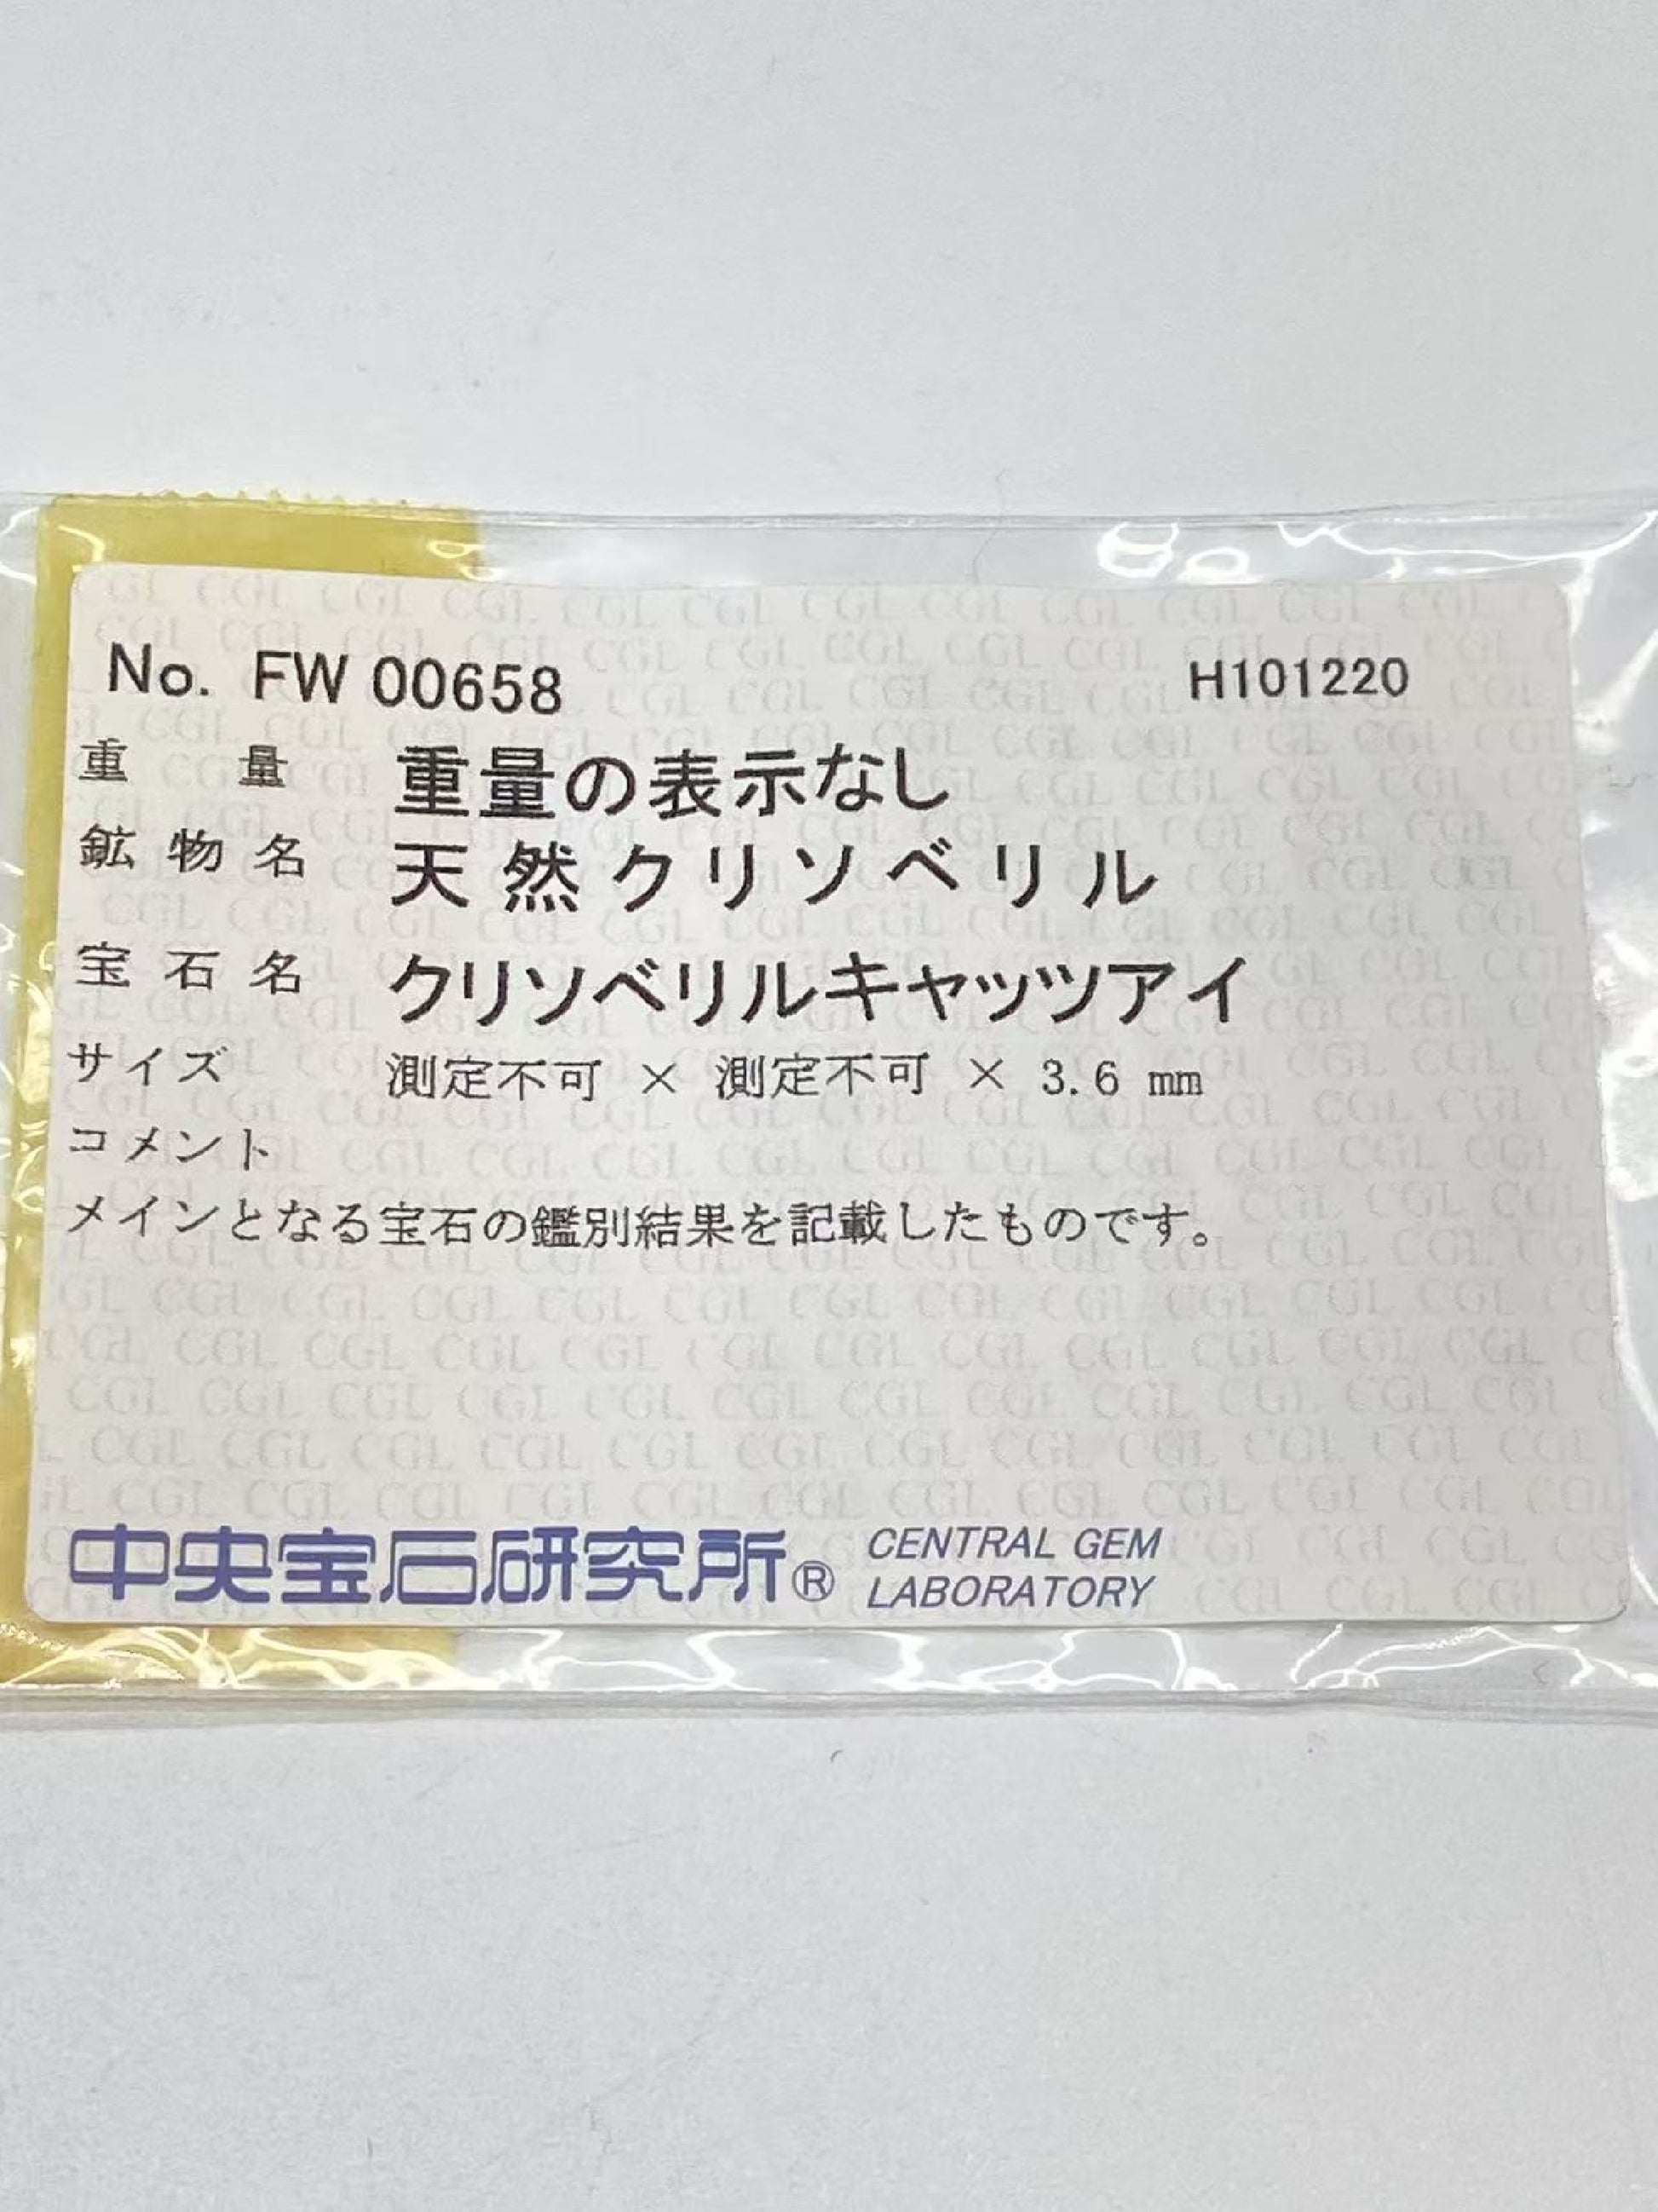 No. FW 00658 H101220
重量 重量の表示なし
鉱物名 天然クリソベリル
宝石名 クリソベリルキャッツアイ
サイズ 測定不可 × 測定不可 × 3.6 mm
コメント
メインとなる宝石の鑑別結果を記載したものです。
中央宝石研究所® CENTRAL GEM
LABORATORY